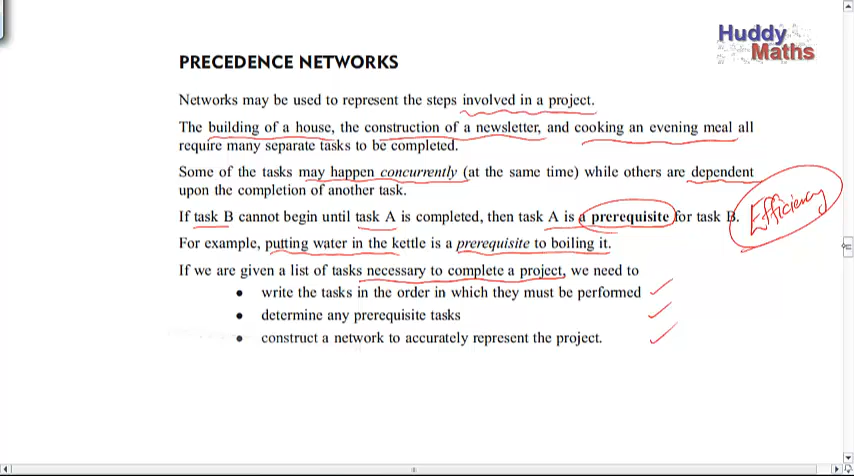 Huddy
Maths
PRECEDENCE NETWORKS
Networks may be used to represent the steps involved in a project.
The building of a house, the construction of a newsletter, and cooking an evening meal all
require many separate tasks to be completed.
Some of the tasks may happen concurrently (at the same time) while others are dependent
upon the completion of another task.
If task B cannot begin until task A is completed, then task A is a prerequisite for task B.
Efficiency
For example, putting water in the kettle is a prerequisite to boiling it.
If we are given a list of tasks necessary to complete a project, we need to
• write the tasks in the order in which they must be performed
• determine any prerequisite tasks
• construct a network to accurately represent the project.